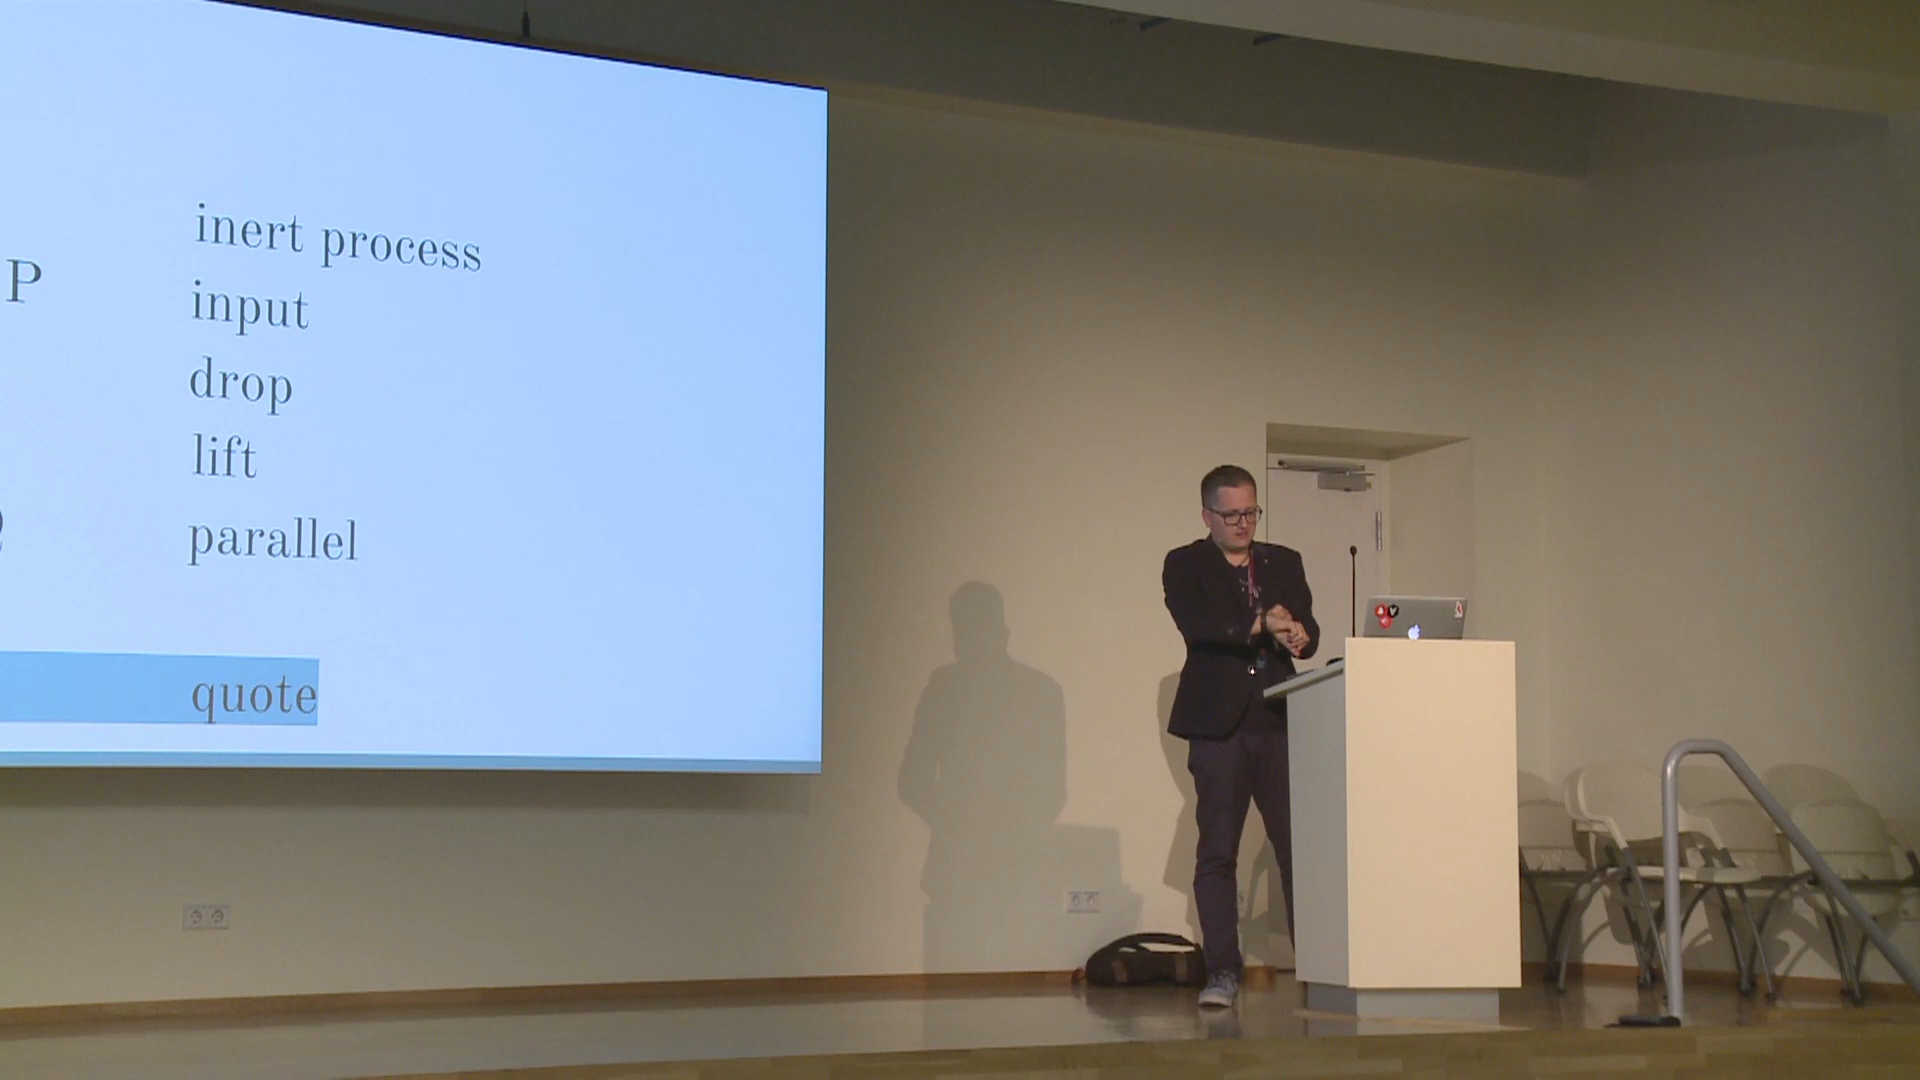 inert process
P input
drop
lift
parallel
quote